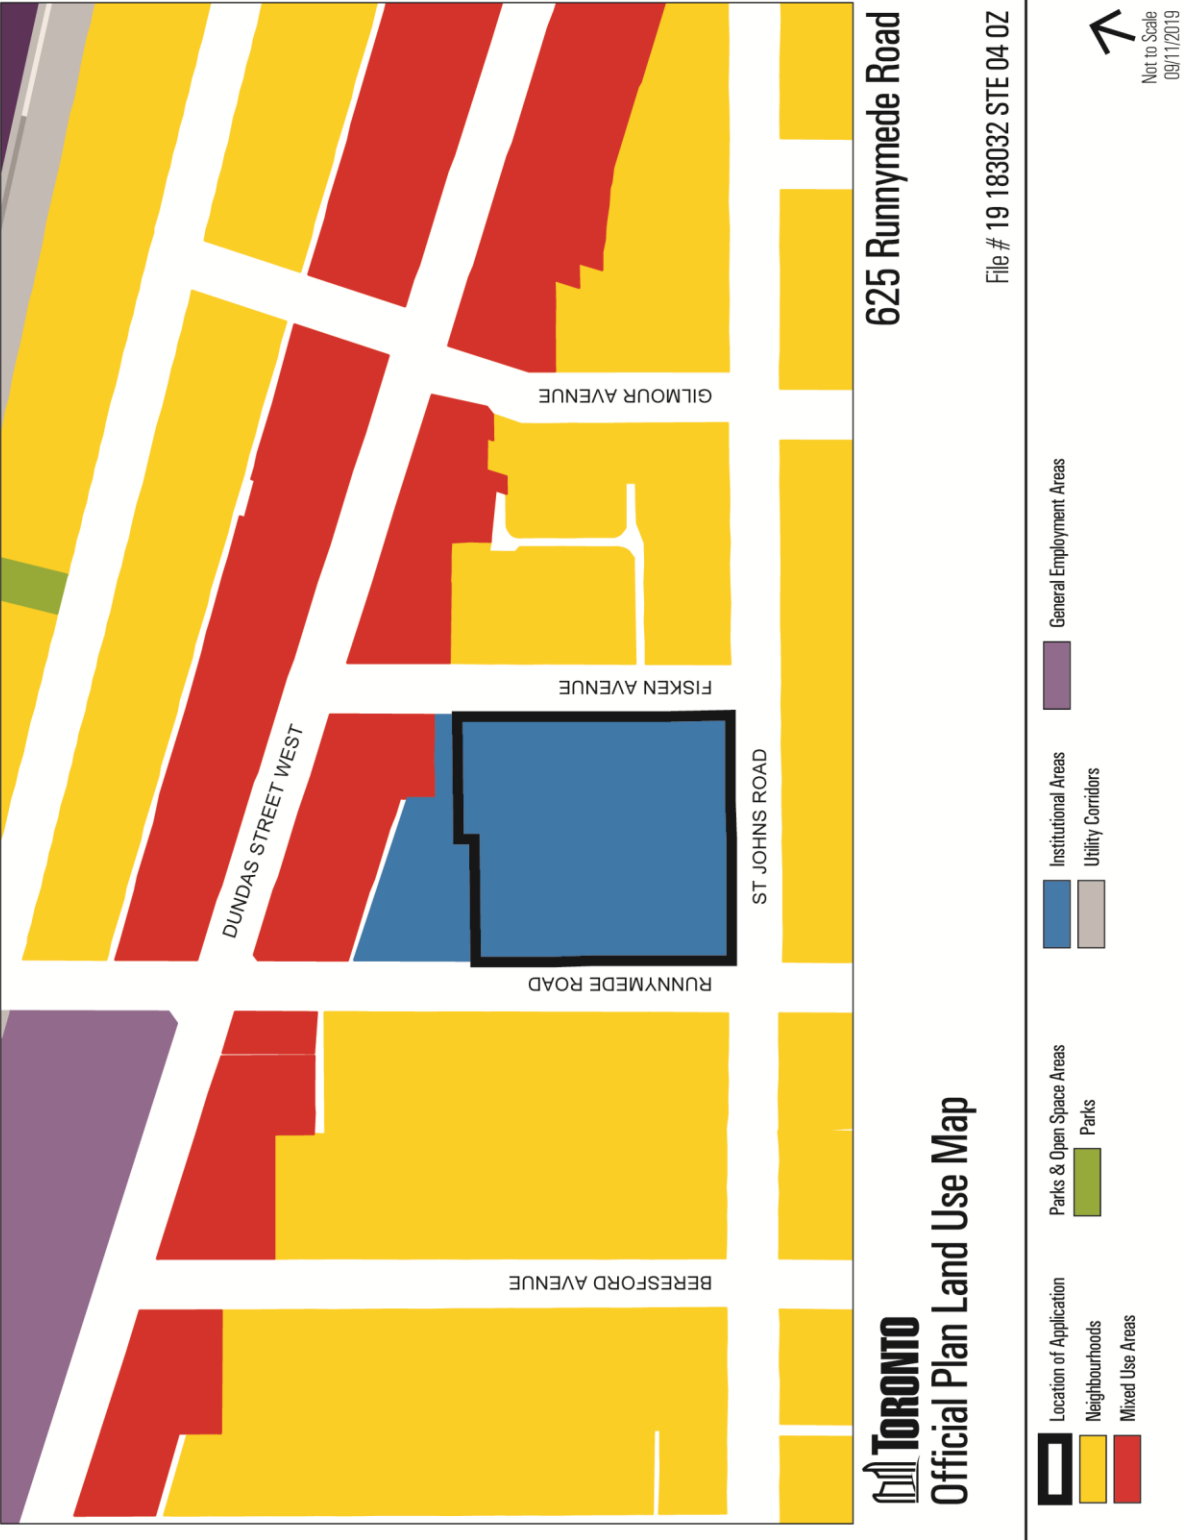 DUNDAS STREET WEST
GILMOUR AVENUE
FISKEN AVENUE
ST JOHNS ROAD
RUNNYMEDE ROAD
BERESFORD AVENUE
TORONTO
Official Plan Land Use Map
625 Runnymede Road
File # 19 183032 STE 04 OZ
Location of Application
Neighbourhoods
Mixed Use Areas
Parks & Open Space Areas
Parks
Institutional Areas
Utility Corridors
General Employment Areas
Not to Scale
09/11/2019